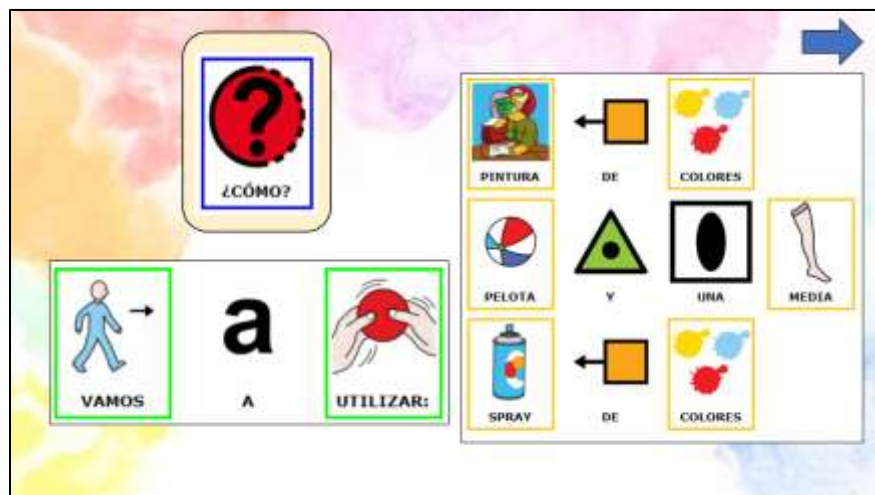 ¿CÓMO?
VAMOS a A UTILIZAR:
PINTURA DE COLORES
PELOTA Y UNA MEDIA
SPRAY DE COLORES